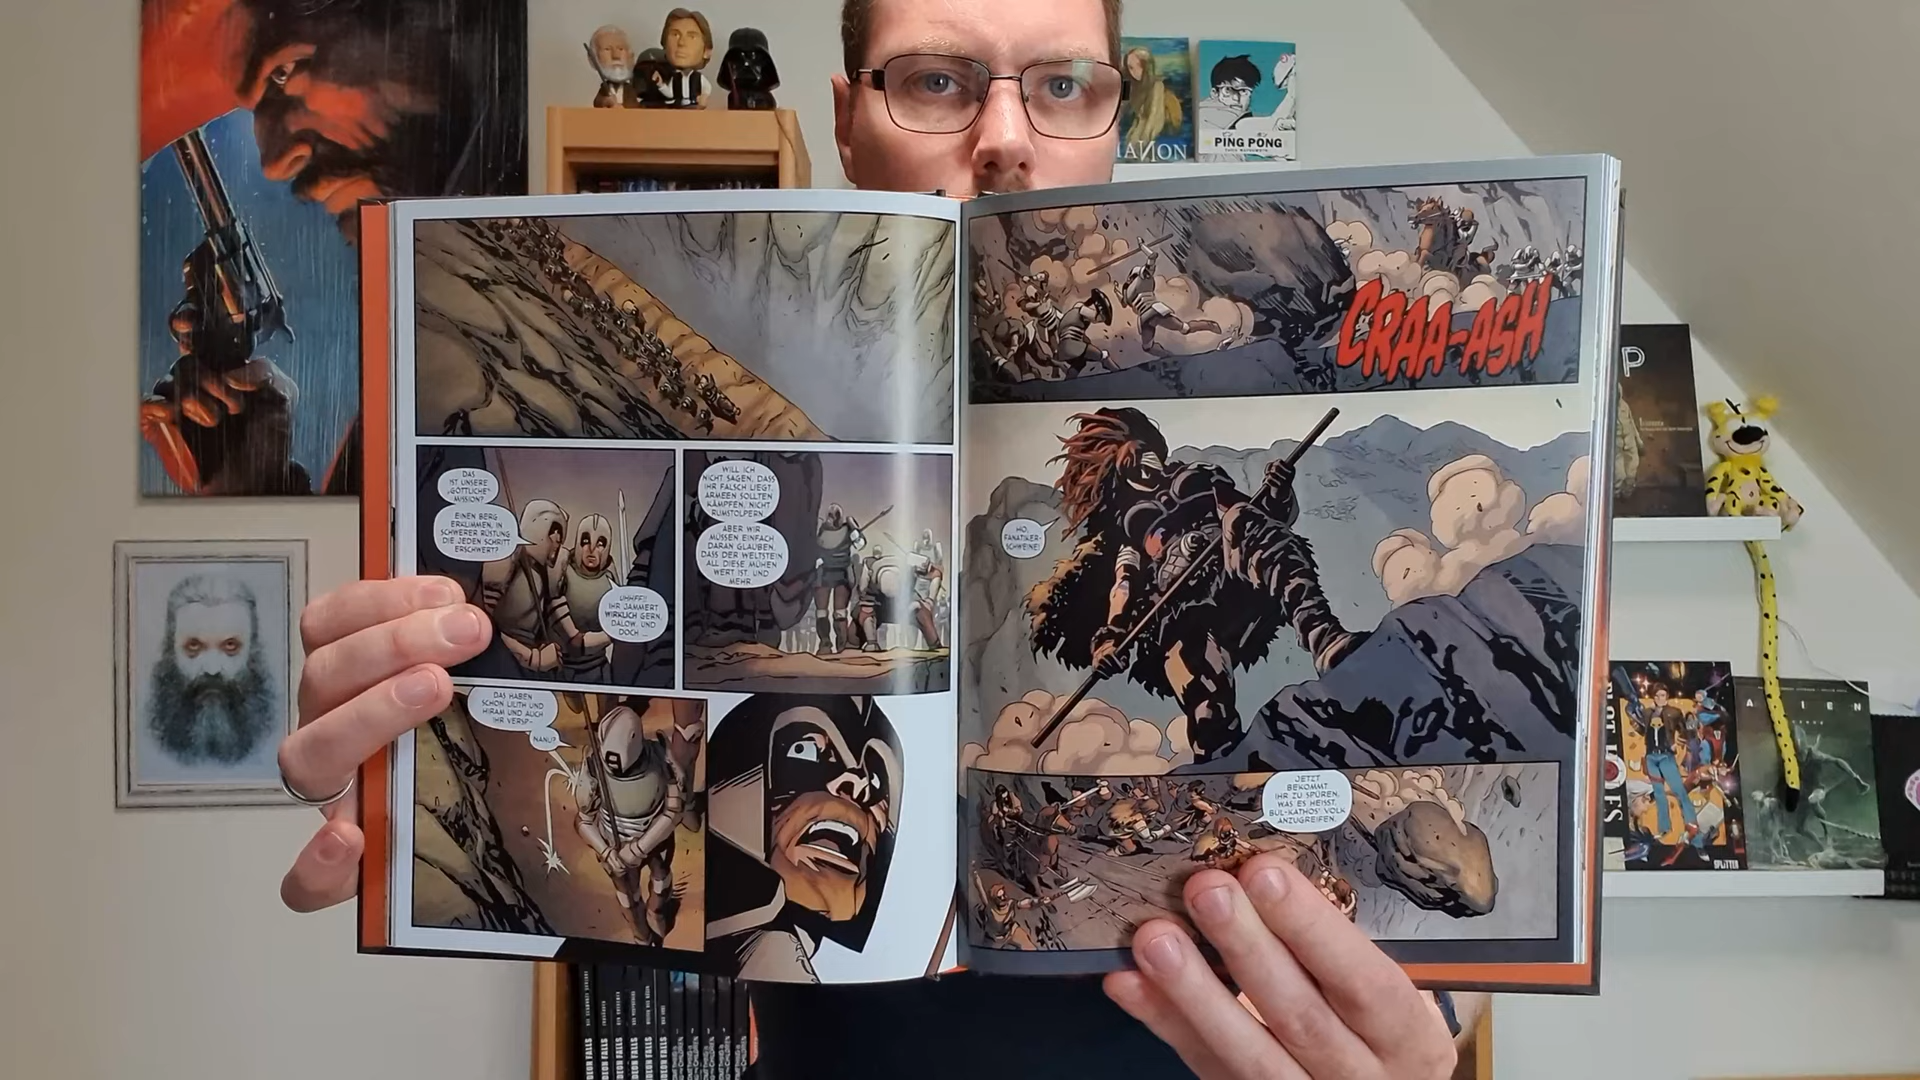 MANON
PING PONG
DAS
IST UNSERE
„GÖTTLICHE“
MISSION?
EINEN BERG
ERKLIMMEN, IN
SCHWERER RÜSTUNG
DIE JEDEN SCHRITT
ERSCHWERT?
UHHFF!
IHR JAMMERT
WIRKLICH GERN,
DALOW. UND
DOCH ...
WILL ICH
NICHT SAGEN, DASS
IHR FALSCH LIEGT.
ARMEEN SOLLTEN
KÄMPFEN, NICHT
RUMSTOLPERN.
ABER WIR
MÜSSEN EINFACH
DARAN GLAUBEN,
DASS DER WELTSTEIN
ALL DIESE MÜHEN
WERT IST. UND
MEHR.
DAS HABEN
SCHON LILITH UND
HIRAM UND AUCH
IHR VERSP-
NANU?
CRAA-ASH
HO,
FANATIKER-
SCHWEINE!
JETZT
BEKOMMT
IHR ZU SPÜREN,
WAS ES HEISST,
BUL-KATHOS' VOLK
ANZUGREIFEN.
P
ALIEN
SPLITTER